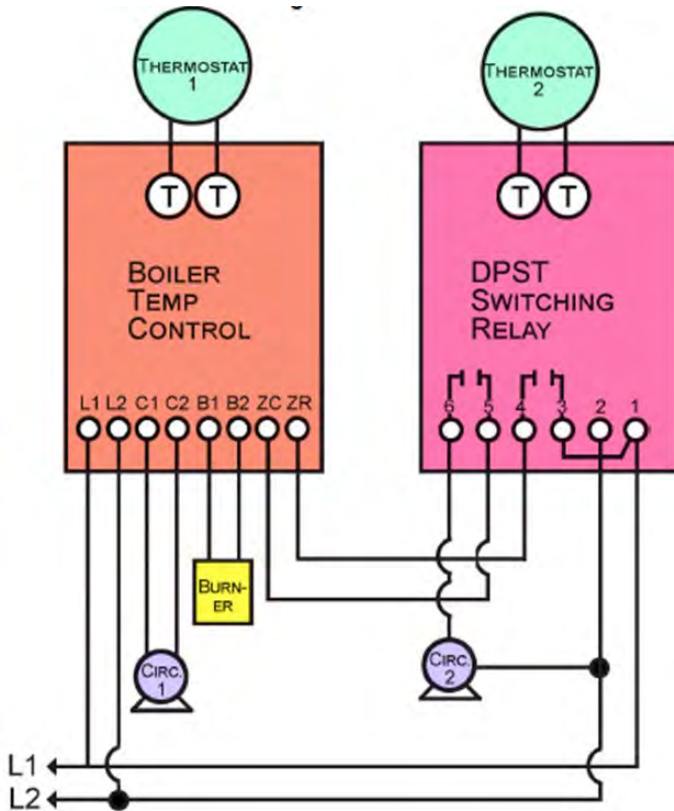 THERMOSTAT
1
THERMOSTAT
2
T T
T T
BOILER
TEMP
CONTROL
DPST
SWITCHING
RELAY
L1 L2 C1 C2 B1 B2 ZC ZR
6 5 4 3 2 1
BURN-
ER
CIRC.
1
CIRC.
2
L1
L2